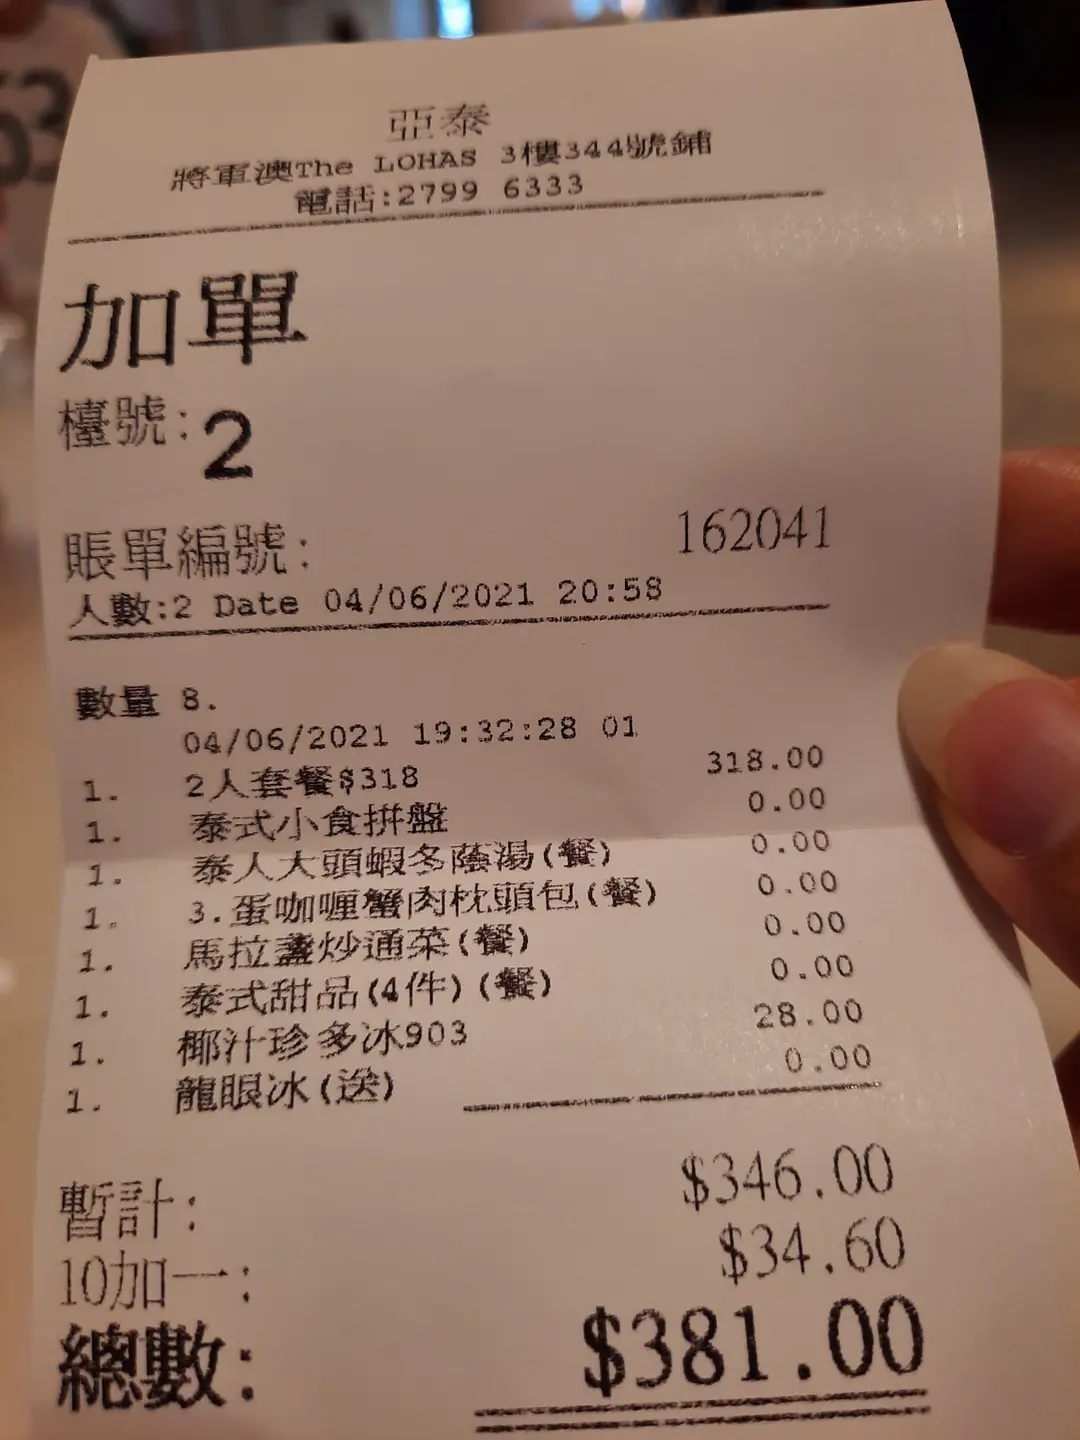 亞泰
將軍澳The LOHAS 3樓344號鋪
電話:2799 6333
加單
檯號:2
賬單編號: 162041
人數:2 Date 04/06/2021 20:58
數量 8.
04/06/2021 19:32:28 01
1. 2人套餐$318 318.00
1. 泰式小食拼盤 0.00
1. 泰人大頭蝦冬蔭湯(餐) 0.00
1. 3.蛋咖喱蟹肉枕頭包(餐) 0.00
1. 馬拉盞炒通菜(餐) 0.00
1. 泰式甜品(4件)(餐) 0.00
1. 椰汁珍多冰903 28.00
1. 龍眼冰(送) 0.00
暫計: $346.00
10加一: $34.60
總數: $381.00